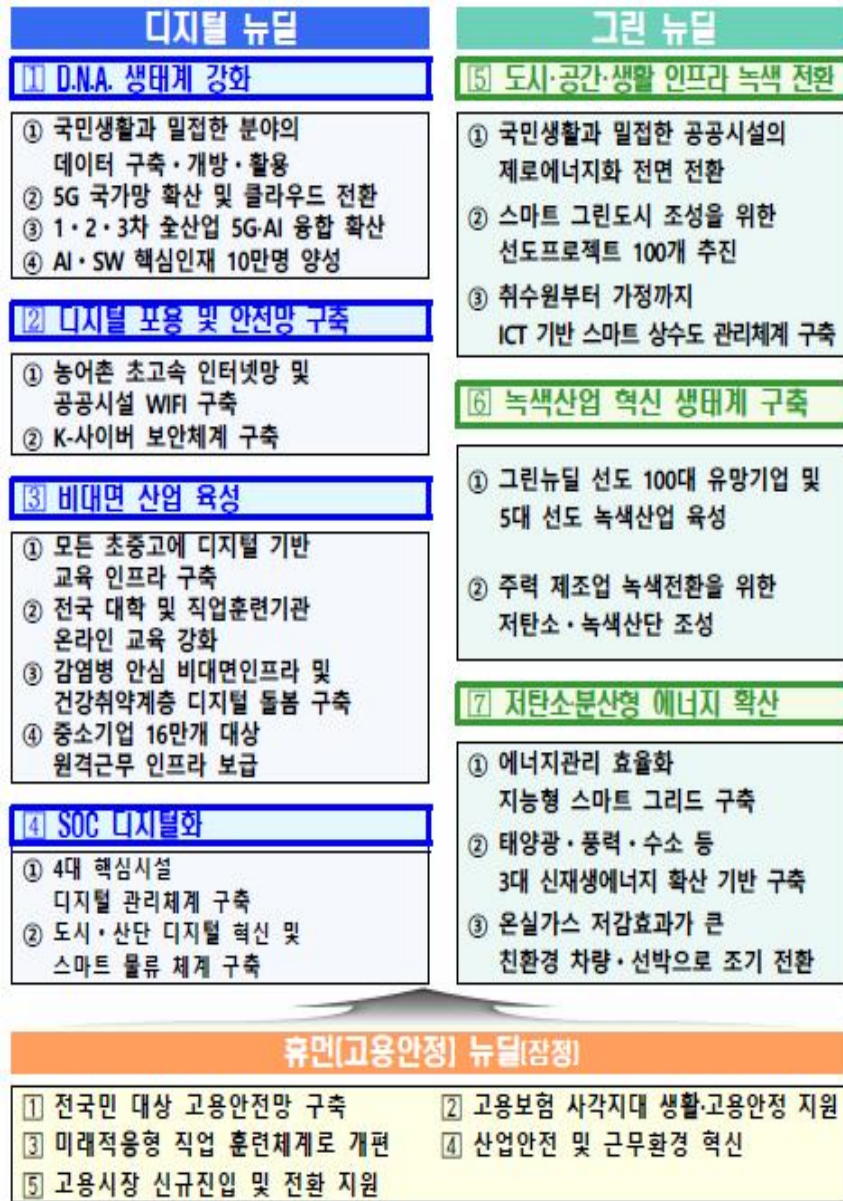 디지털 뉴딜
1 D.N.A. 생태계 강화
① 국민생활과 밀접한 분야의
데이터 구축・개방・활용
② 5G 국가망 확산 및 클라우드 전환
③ 1・2・3차 全산업 5G·AI 융합 확산
④ AI・SW 핵심인재 10만명 양성
2 디지털 포용 및 안전망 구축
① 농어촌 초고속 인터넷망 및
공공시설 WIFI 구축
② K-사이버 보안체계 구축
3 비대면 산업 육성
① 모든 초중고에 디지털 기반
교육 인프라 구축
② 전국 대학 및 직업훈련기관
온라인 교육 강화
③ 감염병 안심 비대면인프라 및
건강취약계층 디지털 돌봄 구축
④ 중소기업 16만개 대상
원격근무 인프라 보급
4 SOC 디지털화
① 4대 핵심시설
디지털 관리체계 구축
② 도시・산단 디지털 혁신 및
스마트 물류 체계 구축
그린 뉴딜
5 도시·공간·생활 인프라 녹색 전환
① 국민생활과 밀접한 공공시설의
제로에너지화 전면 전환
② 스마트 그린도시 조성을 위한
선도프로젝트 100개 추진
③ 취수원부터 가정까지
ICT 기반 스마트 상수도 관리체계 구축
6 녹색산업 혁신 생태계 구축
① 그린뉴딜 선도 100대 유망기업 및
5대 선도 녹색산업 육성
② 주력 제조업 녹색전환을 위한
저탄소・녹색산단 조성
7 저탄소분산형 에너지 확산
① 에너지관리 효율화
지능형 스마트 그리드 구축
② 태양광・풍력・수소 등
3대 신재생에너지 확산 기반 구축
③ 온실가스 저감효과가 큰
친환경 차량・선박으로 조기 전환
휴먼[고용안정] 뉴딜(잠정)
1 전국민 대상 고용안전망 구축
2 고용보험 사각지대 생활·고용안정 지원
3 미래적응형 직업 훈련체계로 개편
4 산업안전 및 근무환경 혁신
5 고용시장 신규진입 및 전환 지원